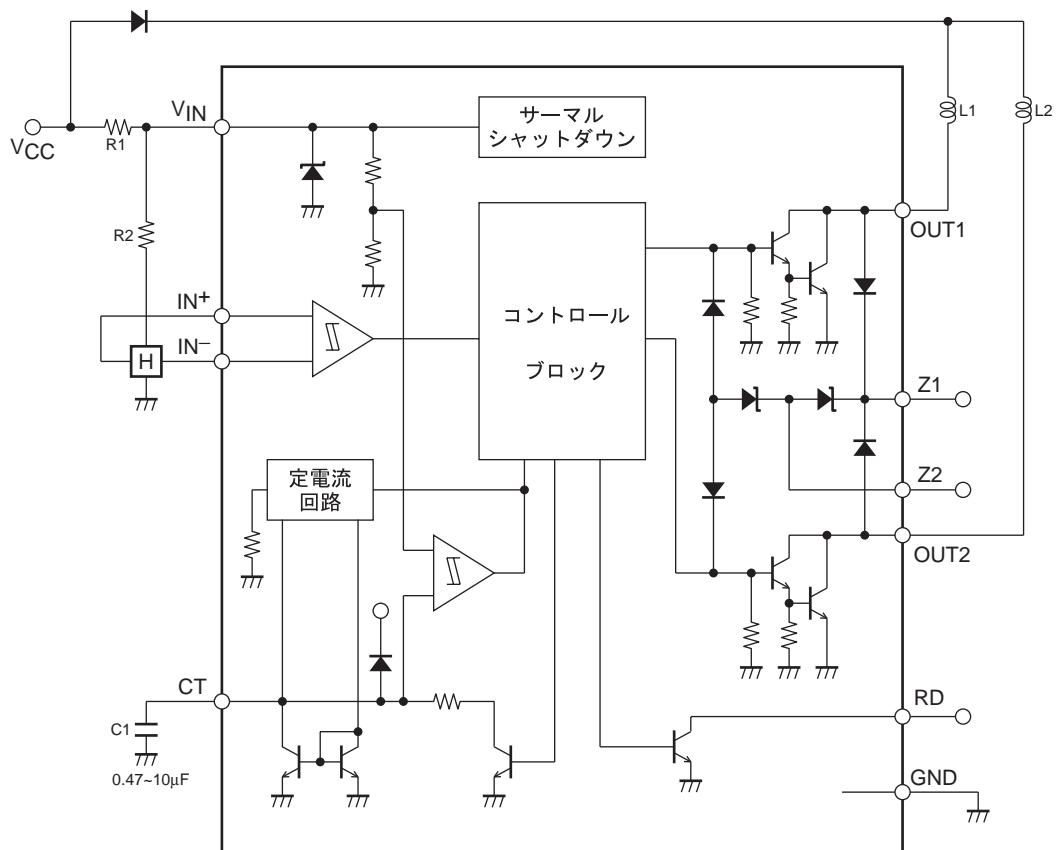 VIN
サーマル
シャットダウン
L1
L2
VCC
R1
OUT1
R2
IN+
コントロール
ブロック
IN−
H
Z1
定電流
回路
Z2
OUT2
CT
RD
C1
0.47~10μF
GND